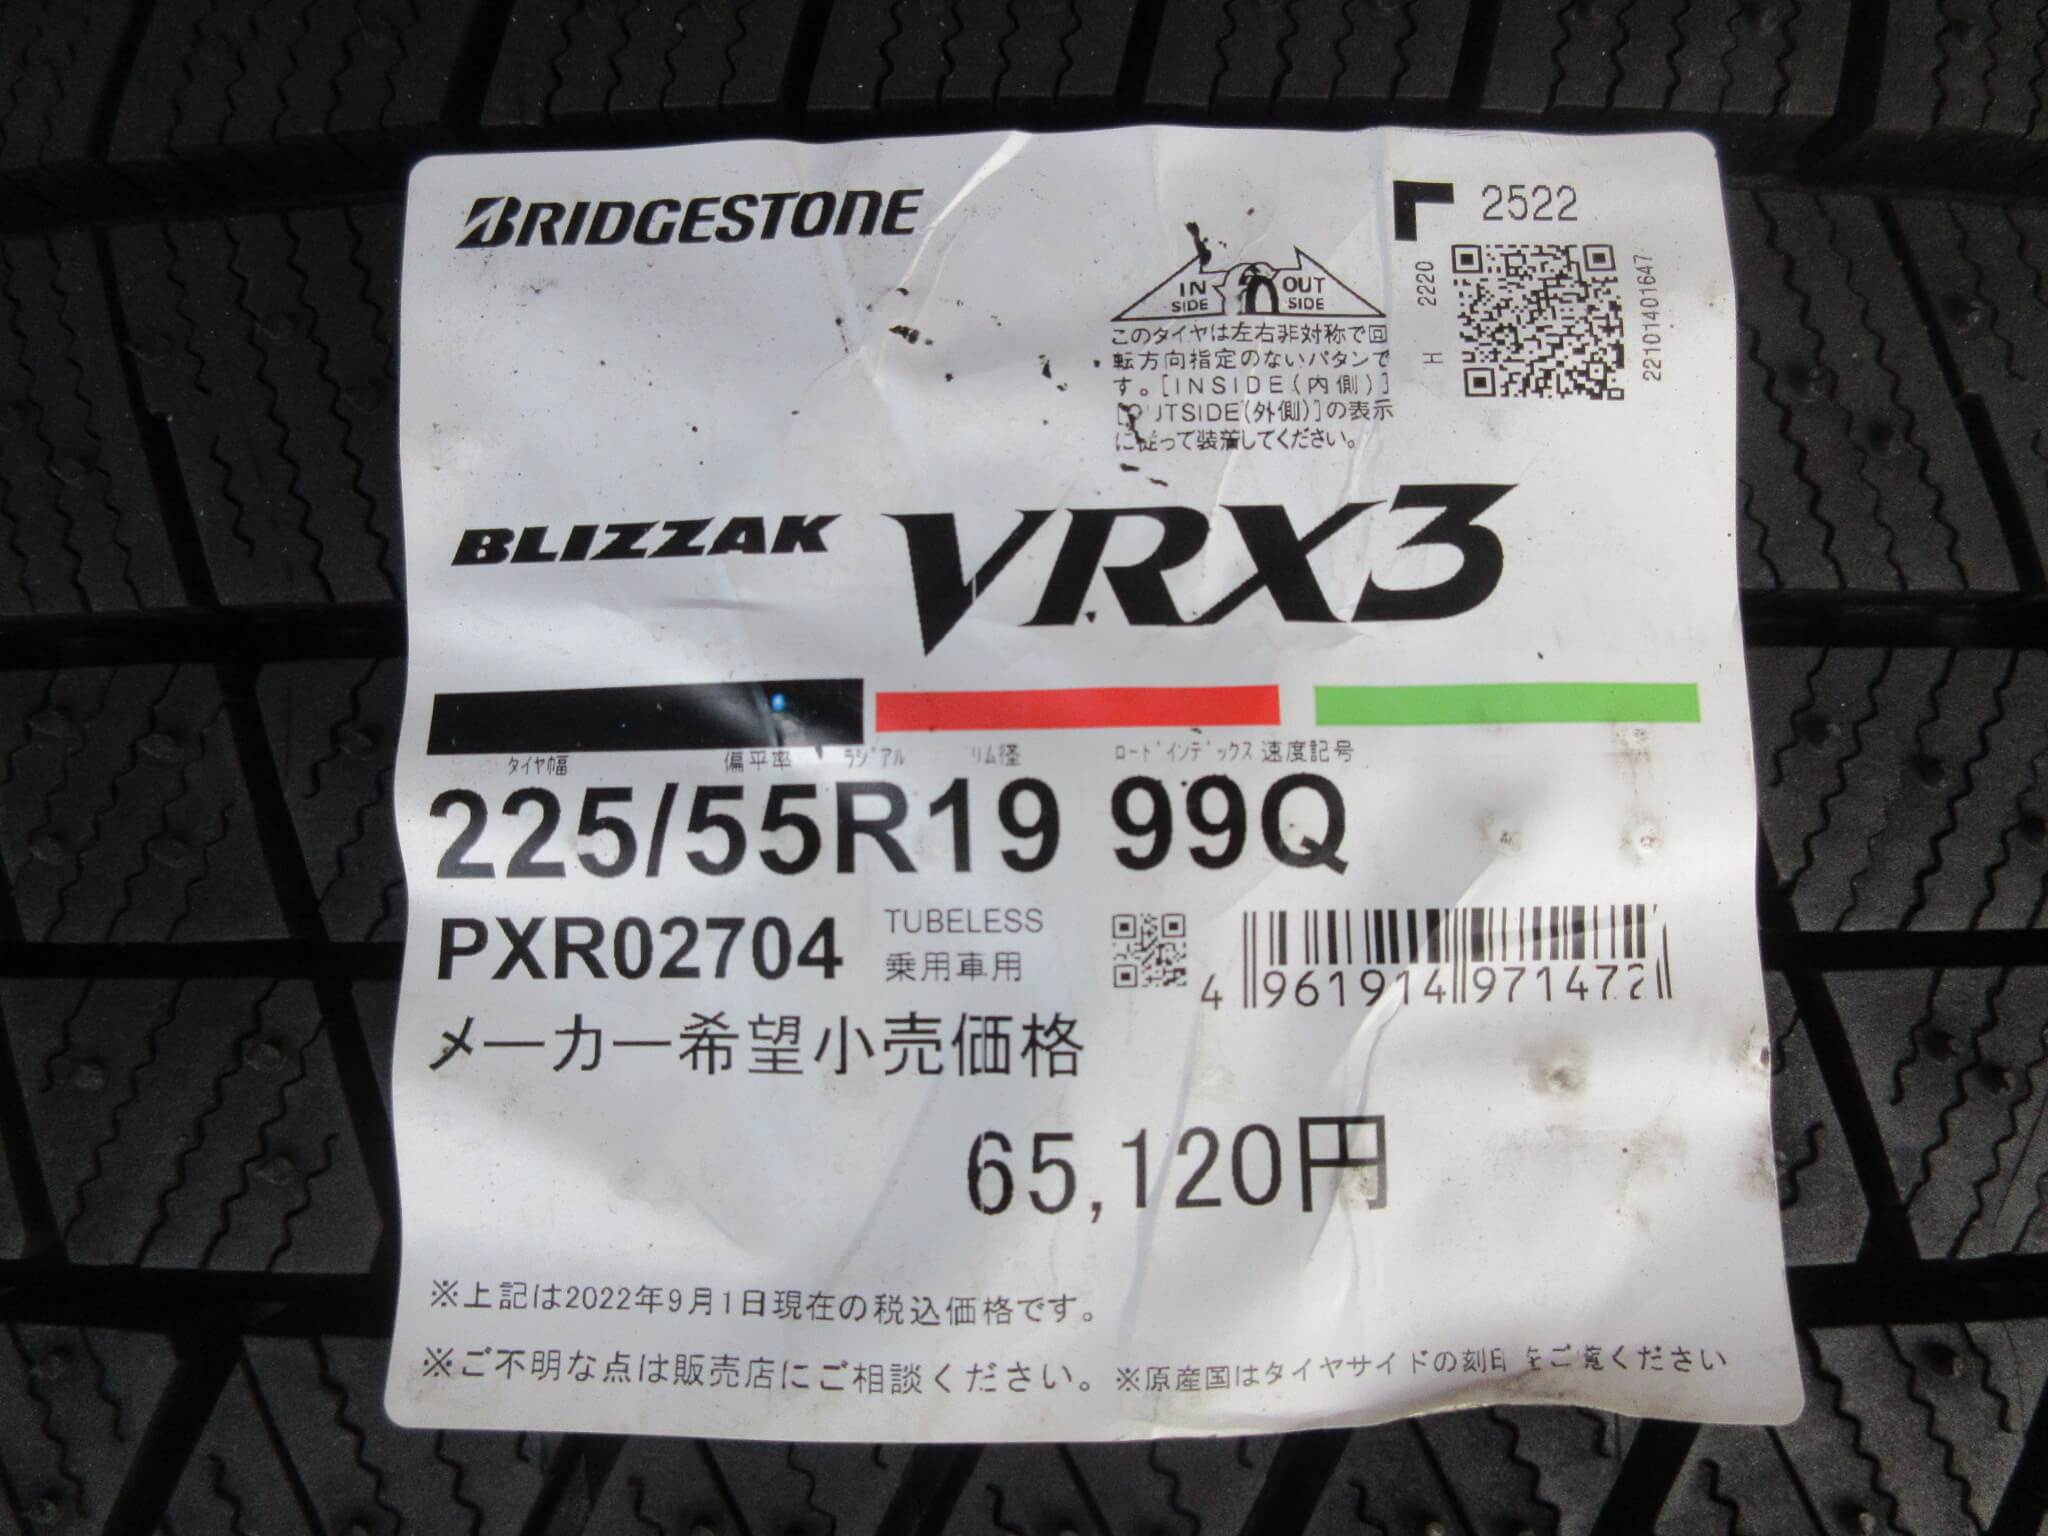 BRIDGESTONE
2522
IN SIDE
OUT SIDE
2220
H
22101401647
このタイヤは左右非対称で回
転方向指定のないパタンで
す。[INSIDE(内側)]
[OUTSIDE(外側)]の表示
に従って装着してください。
BLIZZAK VRX3
タイヤ幅 偏平率 ラジアル リム径 ロードインデックス 速度記号
225/55R19 99Q
PXR02704 TUBELESS
乗用車用
4 961914 971472
メーカー希望小売価格
65,120円
※上記は2022年9月1日現在の税込価格です。
※ご不明な点は販売店にご相談ください。 ※原産国はタイヤサイドの刻印をご覧ください